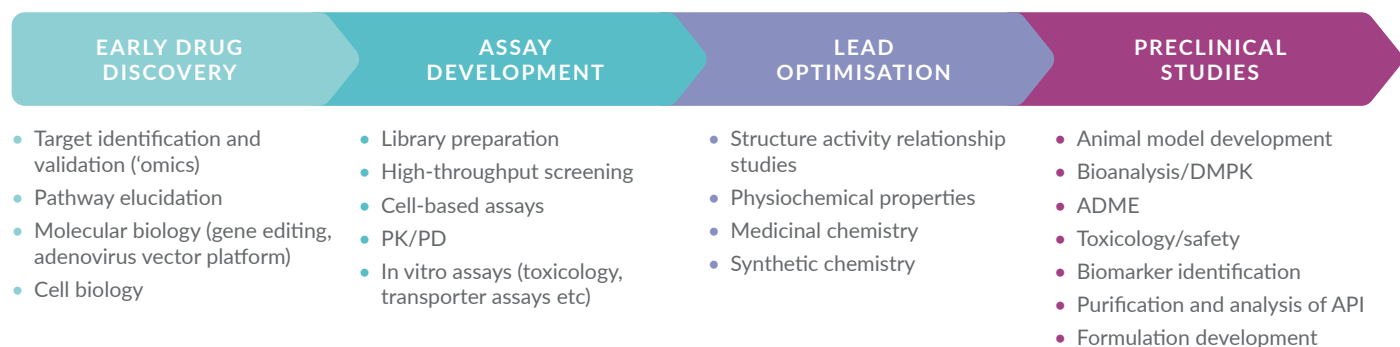 EARLY DRUG
DISCOVERY
ASSAY
DEVELOPMENT
LEAD
OPTIMISATION
PRECLINICAL
STUDIES
• Target identification and
validation (‘omics)
• Pathway elucidation
• Molecular biology (gene editing,
adenovirus vector platform)
• Cell biology
• Library preparation
• High-throughput screening
• Cell-based assays
• PK/PD
• In vitro assays (toxicology,
transporter assays etc)
• Structure activity relationship
studies
• Physiochemical properties
• Medicinal chemistry
• Synthetic chemistry
• Animal model development
• Bioanalysis/DMPK
• ADME
• Toxicology/safety
• Biomarker identification
• Purification and analysis of API
• Formulation development